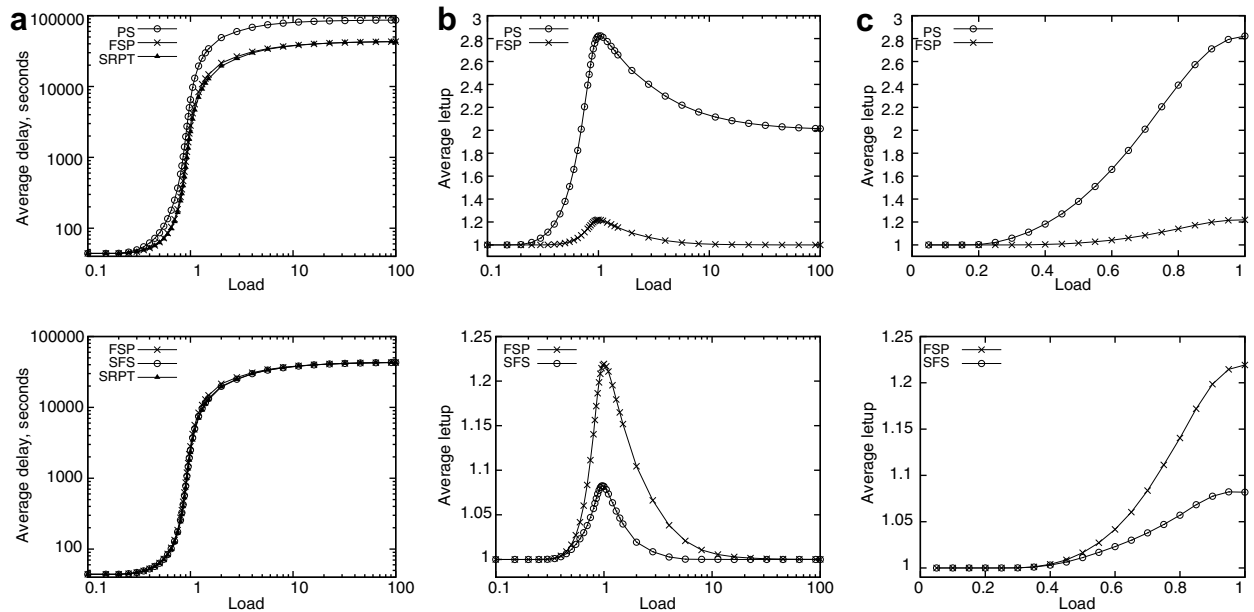 a
100000
10000
1000
100
0.1 1 10 100
Average delay, seconds
Load
PS
FSP
SRPT
b
3
2.8
2.6
2.4
2.2
2
1.8
1.6
1.4
1.2
1
0.1 1 10 100
Average letup
Load
PS
FSP
c
3
2.8
2.6
2.4
2.2
2
1.8
1.6
1.4
1.2
1
0 0.2 0.4 0.6 0.8 1
Average letup
Load
PS
FSP
100000
10000
1000
100
0.1 1 10 100
Average delay, seconds
Load
FSP
SFS
SRPT
1.25
1.2
1.15
1.1
1.05
1
0.1 1 10 100
Average letup
Load
FSP
SFS
1.25
1.2
1.15
1.1
1.05
1
0 0.2 0.4 0.6 0.8 1
Average letup
Load
FSP
SFS